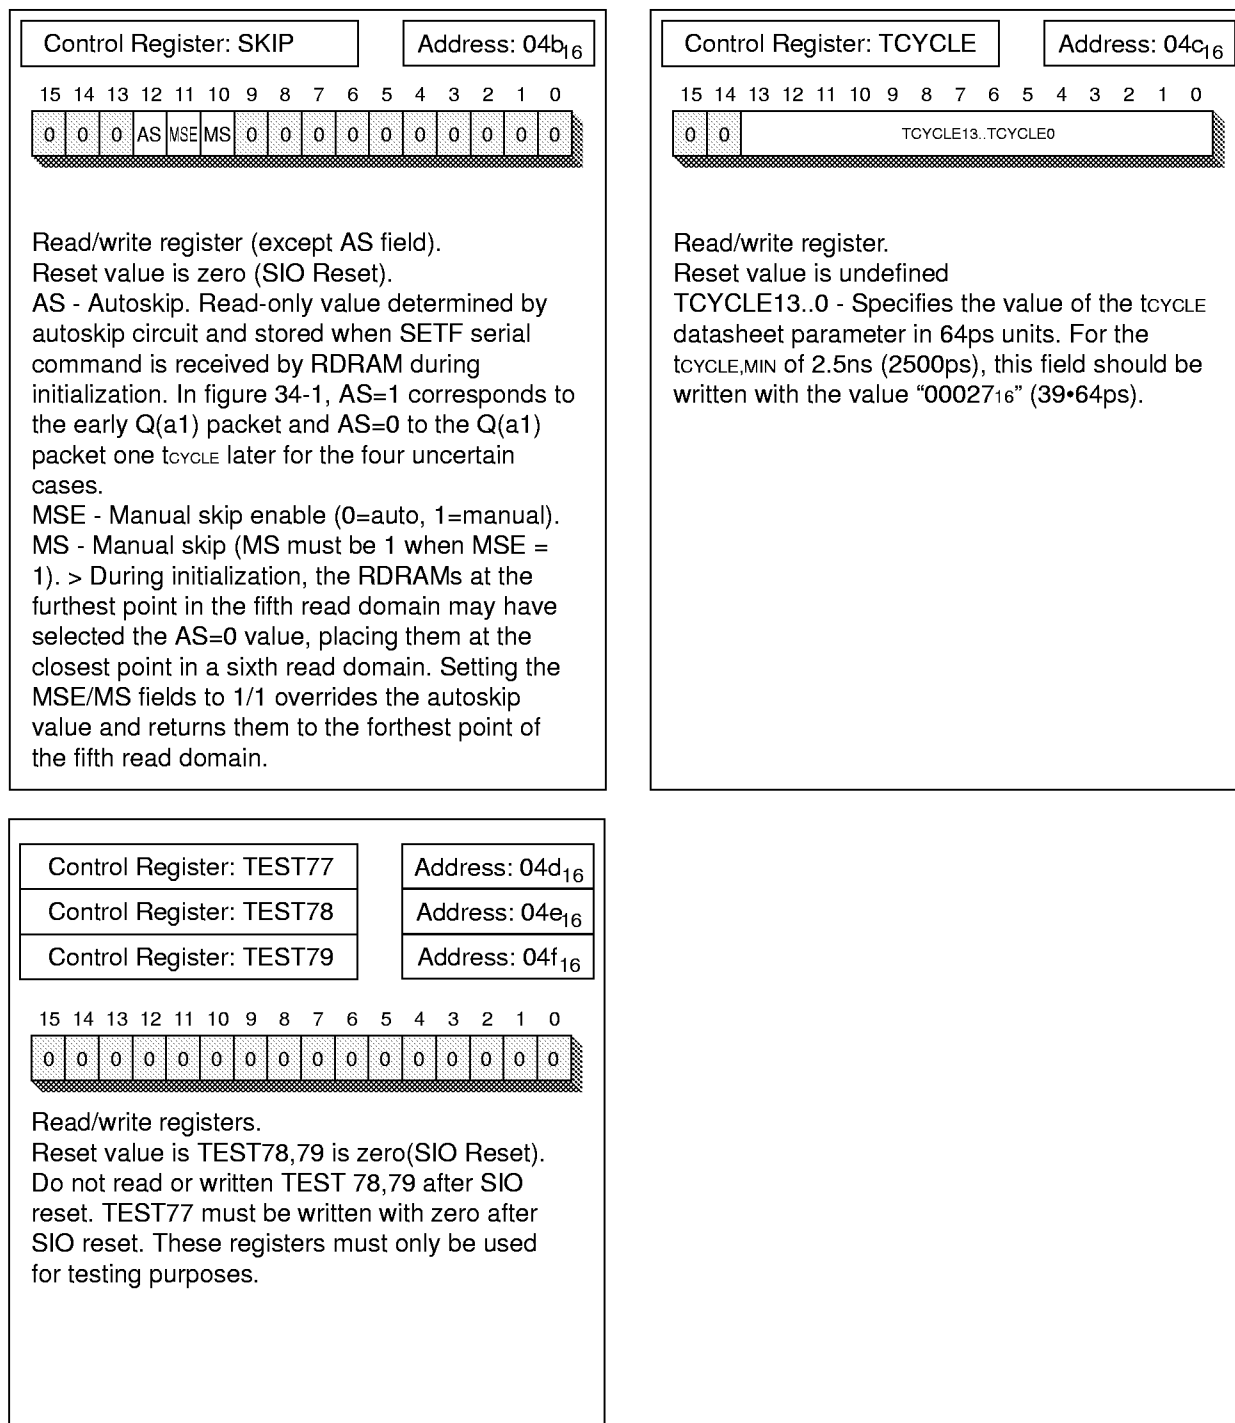 Control Register: SKIP
Address: 04b16
15 14 13 12 11 10 9 8 7 6 5 4 3 2 1 0
0 0 0 AS MSE MS 0 0 0 0 0 0 0 0 0 0
Read/write register (except AS field).
Reset value is zero (SIO Reset).
AS - Autoskip. Read-only value determined by
autoskip circuit and stored when SETF serial
command is received by RDRAM during
initialization. In figure 34-1, AS=1 corresponds to
the early Q(a1) packet and AS=0 to the Q(a1)
packet one tCYCLE later for the four uncertain
cases.
MSE - Manual skip enable (0=auto, 1=manual).
MS - Manual skip (MS must be 1 when MSE =
1). > During initialization, the RDRAMs at the
furthest point in the fifth read domain may have
selected the AS=0 value, placing them at the
closest point in a sixth read domain. Setting the
MSE/MS fields to 1/1 overrides the autoskip
value and returns them to the forthest point of
the fifth read domain.
Control Register: TCYCLE
Address: 04c16
15 14 13 12 11 10 9 8 7 6 5 4 3 2 1 0
0 0 TCYCLE13..TCYCLE0
Read/write register.
Reset value is undefined
TCYCLE13..0 - Specifies the value of the tCYCLE
datasheet parameter in 64ps units. For the
tCYCLE,MIN of 2.5ns (2500ps), this field should be
written with the value “0002716” (39•64ps).
Control Register: TEST77
Address: 04d16
Control Register: TEST78
Address: 04e16
Control Register: TEST79
Address: 04f16
15 14 13 12 11 10 9 8 7 6 5 4 3 2 1 0
0 0 0 0 0 0 0 0 0 0 0 0 0 0 0 0
Read/write registers.
Reset value is TEST78,79 is zero(SIO Reset).
Do not read or written TEST 78,79 after SIO
reset. TEST77 must be written with zero after
SIO reset. These registers must only be used
for testing purposes.